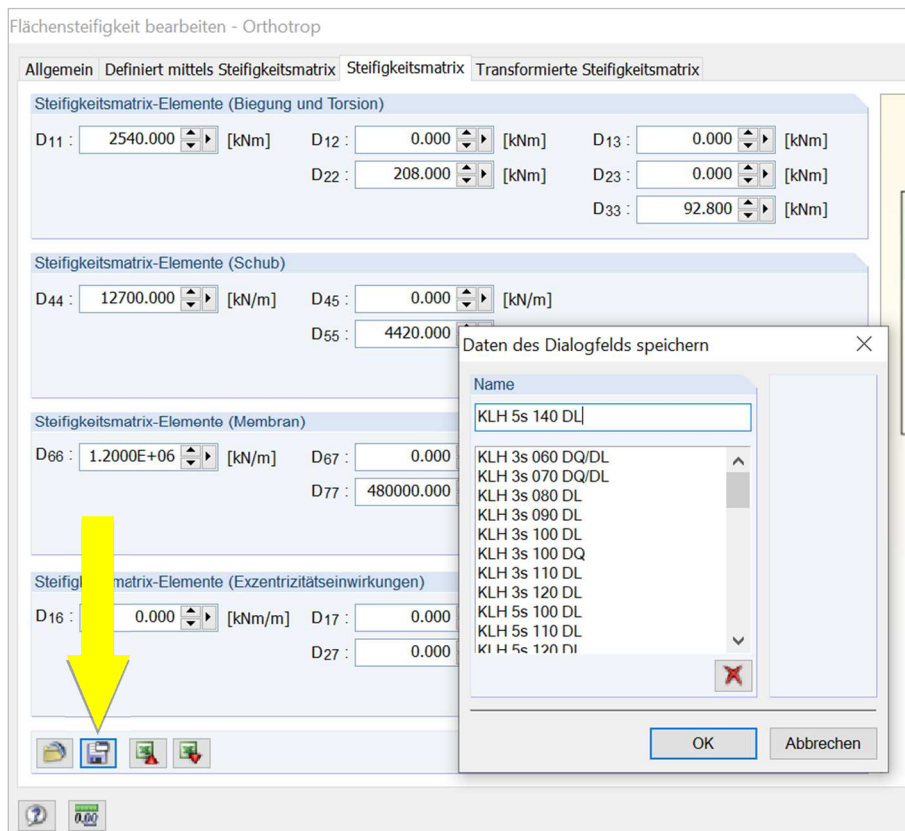 Flächensteifigkeit bearbeiten - Orthotrop
Allgemein Definiert mittels Steifigkeitsmatrix Steifigkeitsmatrix Transformierte Steifigkeitsmatrix
Steifigkeitsmatrix-Elemente (Biegung und Torsion)
D11 : 2540.000 [kNm] D12 : 0.000 [kNm] D13 : 0.000 [kNm]
D22 : 208.000 [kNm] D23 : 0.000 [kNm]
D33 : 92.800 [kNm]
Steifigkeitsmatrix-Elemente (Schub)
D44 : 12700.000 [kN/m] D45 : 0.000 [kN/m]
D55 : 4420.000
Steifigkeitsmatrix-Elemente (Membran)
D66 : 1.2000E+06 [kN/m] D67 : 0.000
D77 : 480000.000
Steifig matrix-Elemente (Exzentrizitätseinwirkungen)
D16 : 0.000 [kNm/m] D17 : 0.000
D27 : 0.000
Daten des Dialogfelds speichern
Name
KLH 5s 140 DL
KLH 3s 060 DQ/DL
KLH 3s 070 DQ/DL
KLH 3s 080 DL
KLH 3s 090 DL
KLH 3s 100 DL
KLH 3s 100 DQ
KLH 3s 110 DL
KLH 3s 120 DL
KLH 5s 100 DL
KLH 5s 110 DL
KLH 5s 120 DL
OK Abbrechen
0.00